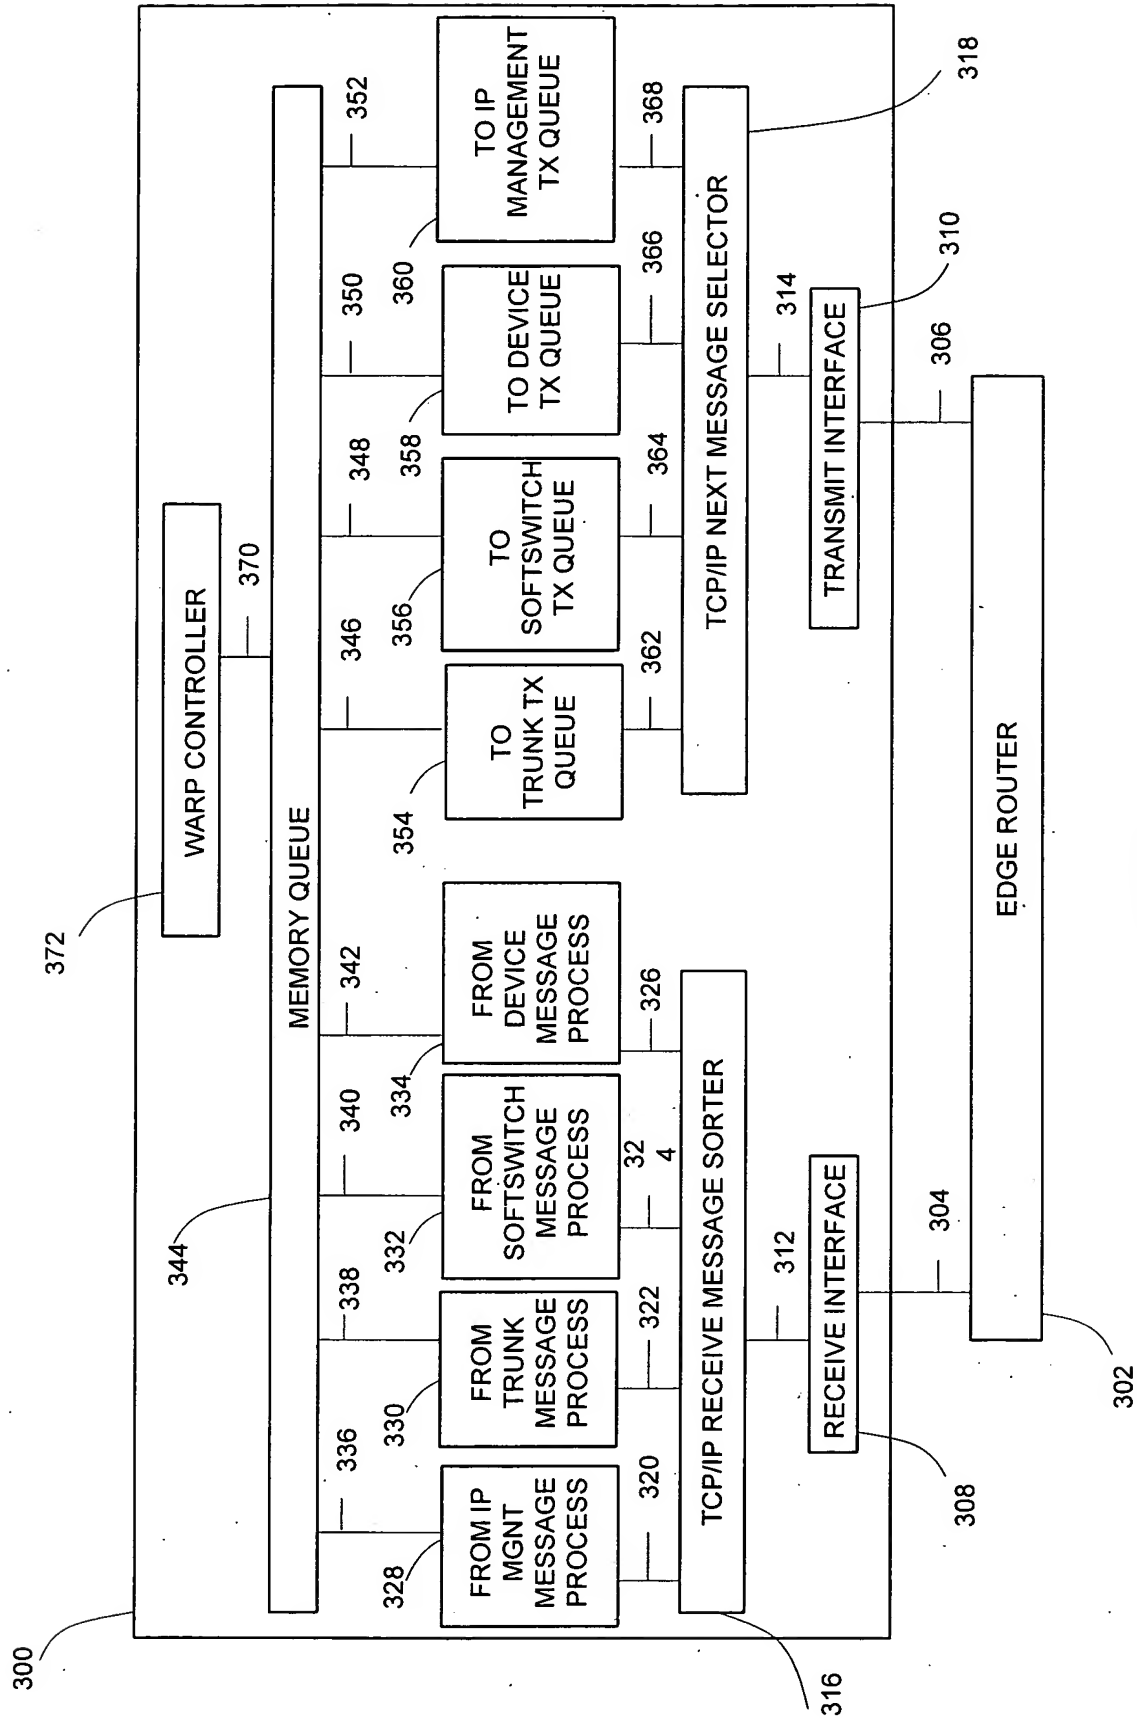 300
372
WARP CONTROLLER
370
344
MEMORY QUEUE
336
338
340
342
346
348
350
352
328
FROM IP
MGNT
MESSAGE
PROCESS
330
FROM
TRUNK
MESSAGE
PROCESS
332
FROM
SOFTSWITCH
MESSAGE
PROCESS
334
FROM
DEVICE
MESSAGE
PROCESS
354
TO
TRUNK TX
QUEUE
356
TO
SOFTSWITCH
TX QUEUE
358
TO DEVICE
TX QUEUE
360
TO IP
MANAGEMENT
TX QUEUE
320
322
32
4
326
362
364
366
368
316
TCP/IP RECEIVE MESSAGE SORTER
TCP/IP NEXT MESSAGE SELECTOR
318
312
314
308
RECEIVE INTERFACE
TRANSMIT INTERFACE
310
304
306
302
EDGE ROUTER